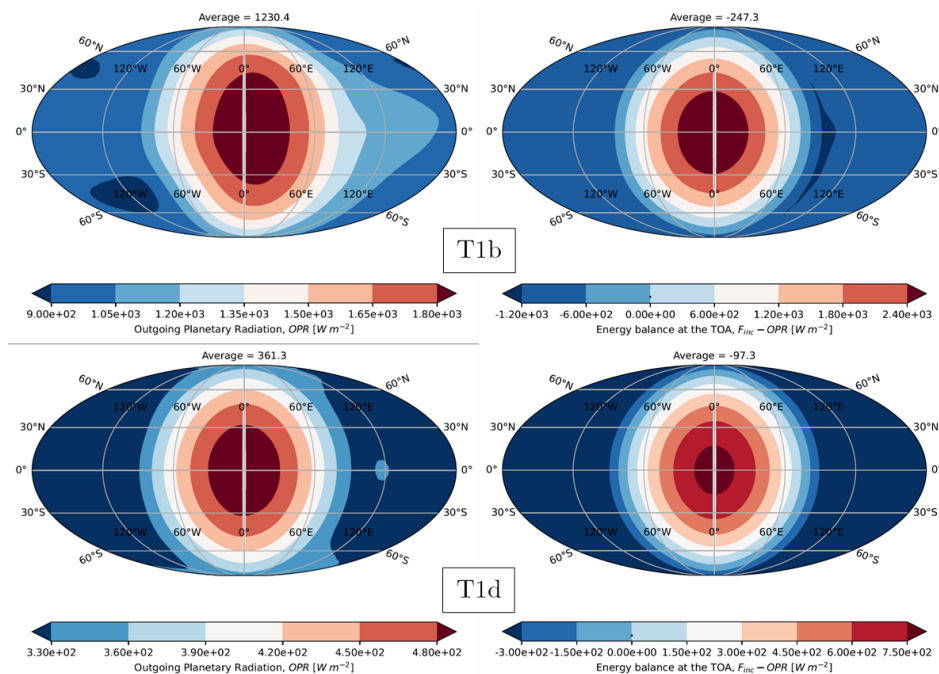 Average = 1230.4
Average = -247.3
60°N 60°N 60°N 60°N
120°W 60°W 0° 60°E 120°E 120°W 60°W 0° 60°E 120°E
30°N 30°N 30°N
0° 0° 0°
30°S 30°S 30°S
120°W 60°W 0° 60°E 120°E 120°W 60°W 0° 60°E 120°E
60°S 60°S 60°S 60°S
T1b
9.00e+02 1.05e+03 1.20e+03 1.35e+03 1.50e+03 1.65e+03 1.80e+03
Outgoing Planetary Radiation, OPR [W m⁻²]
-1.20e+03 -6.00e+02 0.00e+00 6.00e+02 1.20e+03 1.80e+03 2.40e+03
Energy balance at the TOA, F_inc − OPR [W m⁻²]
Average = 361.3
Average = -97.3
60°N 60°N 60°N 60°N
120°W 60°W 0° 60°E 120°E 120°W 60°W 0° 60°E 120°E
30°N 30°N 30°N
0° 0° 0°
30°S 30°S 30°S
120°W 60°W 0° 60°E 120°E 120°W 60°W 0° 60°E 120°E
60°S 60°S 60°S 60°S
T1d
3.30e+02 3.60e+02 3.90e+02 4.20e+02 4.50e+02 4.80e+02
Outgoing Planetary Radiation, OPR [W m⁻²]
-3.00e+02 -1.50e+02 0.00e+00 1.50e+02 3.00e+02 4.50e+02 6.00e+02 7.50e+02
Energy balance at the TOA, F_inc − OPR [W m⁻²]